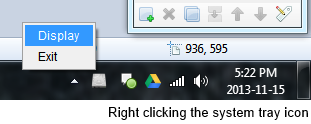 Display
Exit
936, 595
5:22 PM
2013-11-15
Right clicking the system tray icon